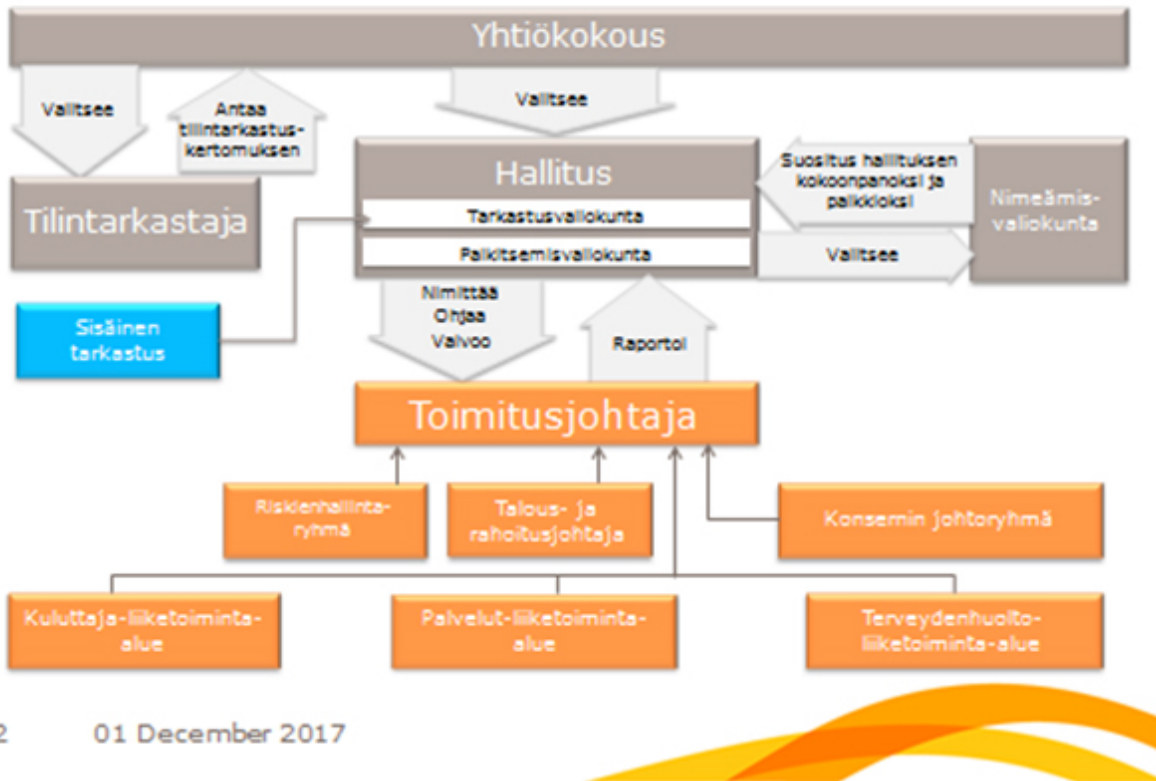 Yhtiökokous
Valitsee
Antaa
tilintarkastus-
kertomuksen
Valitsee
Hallitus
Tarkastusvaliokunta
Palkitsemisvaliokunta
Suositus hallituksen
kokoonpanoksi ja
palkkioksi
Valitsee
Nimeämis-
valiokunta
Tilintarkastaja
Sisäinen
tarkastus
Nimittää
Ohjaa
Valvoo
Raportoi
Toimitusjohtaja
Riskienhallinta-
ryhmä
Talous- ja
rahoitusjohtaja
Konsernin johtoryhmä
Kuluttaja-liiketoiminta-
alue
Palvelut-liiketoiminta-
alue
Terveydenhuolto-
liiketoiminta-alue
2 01 December 2017